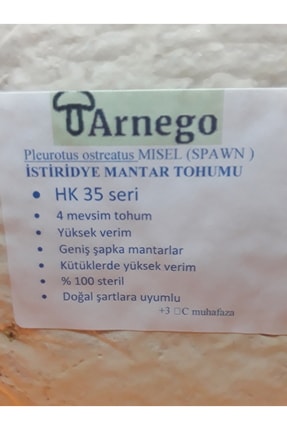 Arnego
Pleurotus ostreatus MISEL (SPAWN )
İSTİRİDYE MANTAR TOHUMU
• HK 35 seri
• 4 mevsim tohum
• Yüksek verim
• Geniş şapka mantarlar
• Kütüklerde yüksek verim
• % 100 steril
• Doğal şartlara uyumlu
+3 □C muhafaza